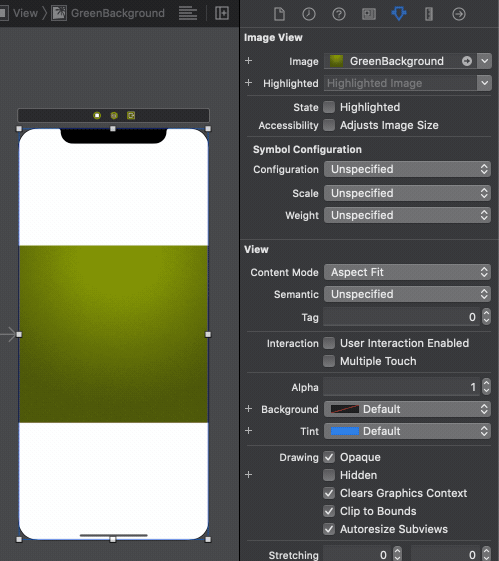 View > GreenBackground
Image View
+ Image GreenBackground
+ Highlighted Highlighted Image
State Highlighted
Accessibility Adjusts Image Size
Symbol Configuration
Configuration Unspecified
Scale Unspecified
Weight Unspecified
View
Content Mode Aspect Fit
Semantic Unspecified
Tag 0
Interaction User Interaction Enabled
Multiple Touch
Alpha 1
+ Background Default
+ Tint Default
Drawing Opaque
+ Hidden
Clears Graphics Context
Clip to Bounds
Autoresize Subviews
Stretching 0 0